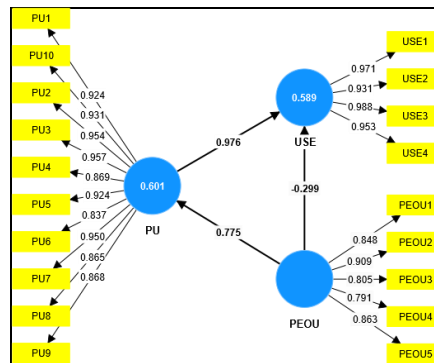 PU1
PU10
PU2
PU3
PU4
PU5
PU6
PU7
PU8
PU9
0.924
0.931
0.954
0.957
0.869
0.924
0.837
0.950
0.865
0.868
0.601
PU
0.976
0.775
-0.299
0.589
USE
0.971
0.931
0.988
0.953
USE1
USE2
USE3
USE4
PEOU
0.848
0.909
0.805
0.791
0.863
PEOU1
PEOU2
PEOU3
PEOU4
PEOU5